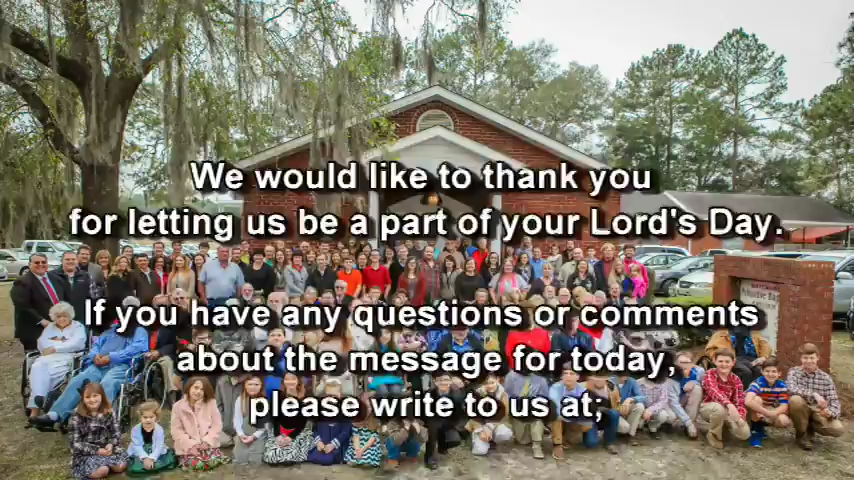 We would like to thank you
for letting us be a part of your Lord's Day.
If you have any questions or comments
about the message for today,
please write to us at;